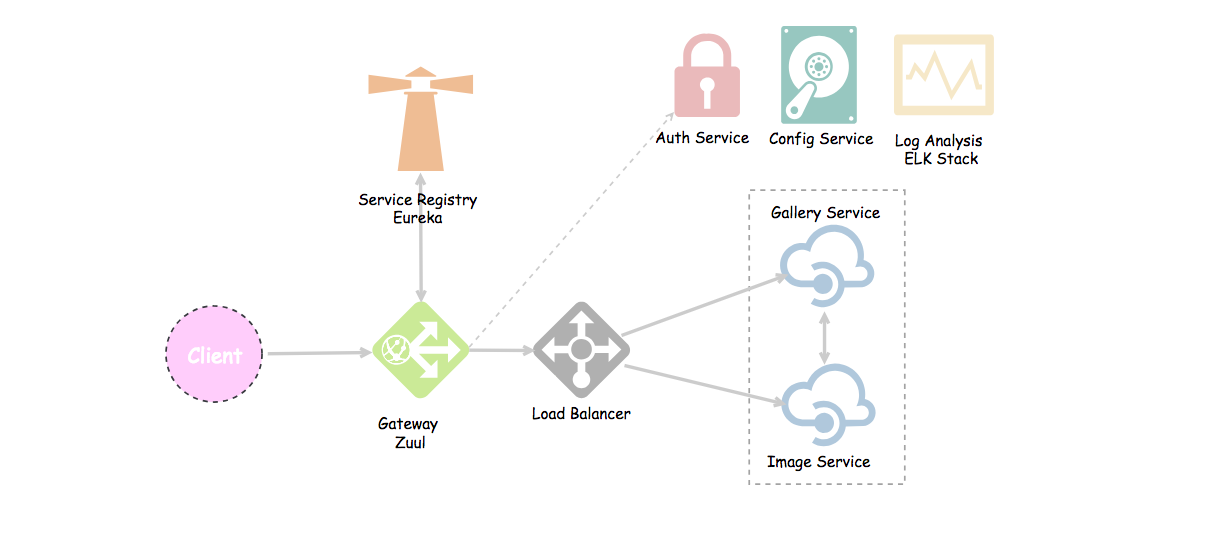 Auth Service
Config Service
Log Analysis
ELK Stack
Service Registry
Eureka
Gallery Service
Client
Gateway
Zuul
Load Balancer
Image Service